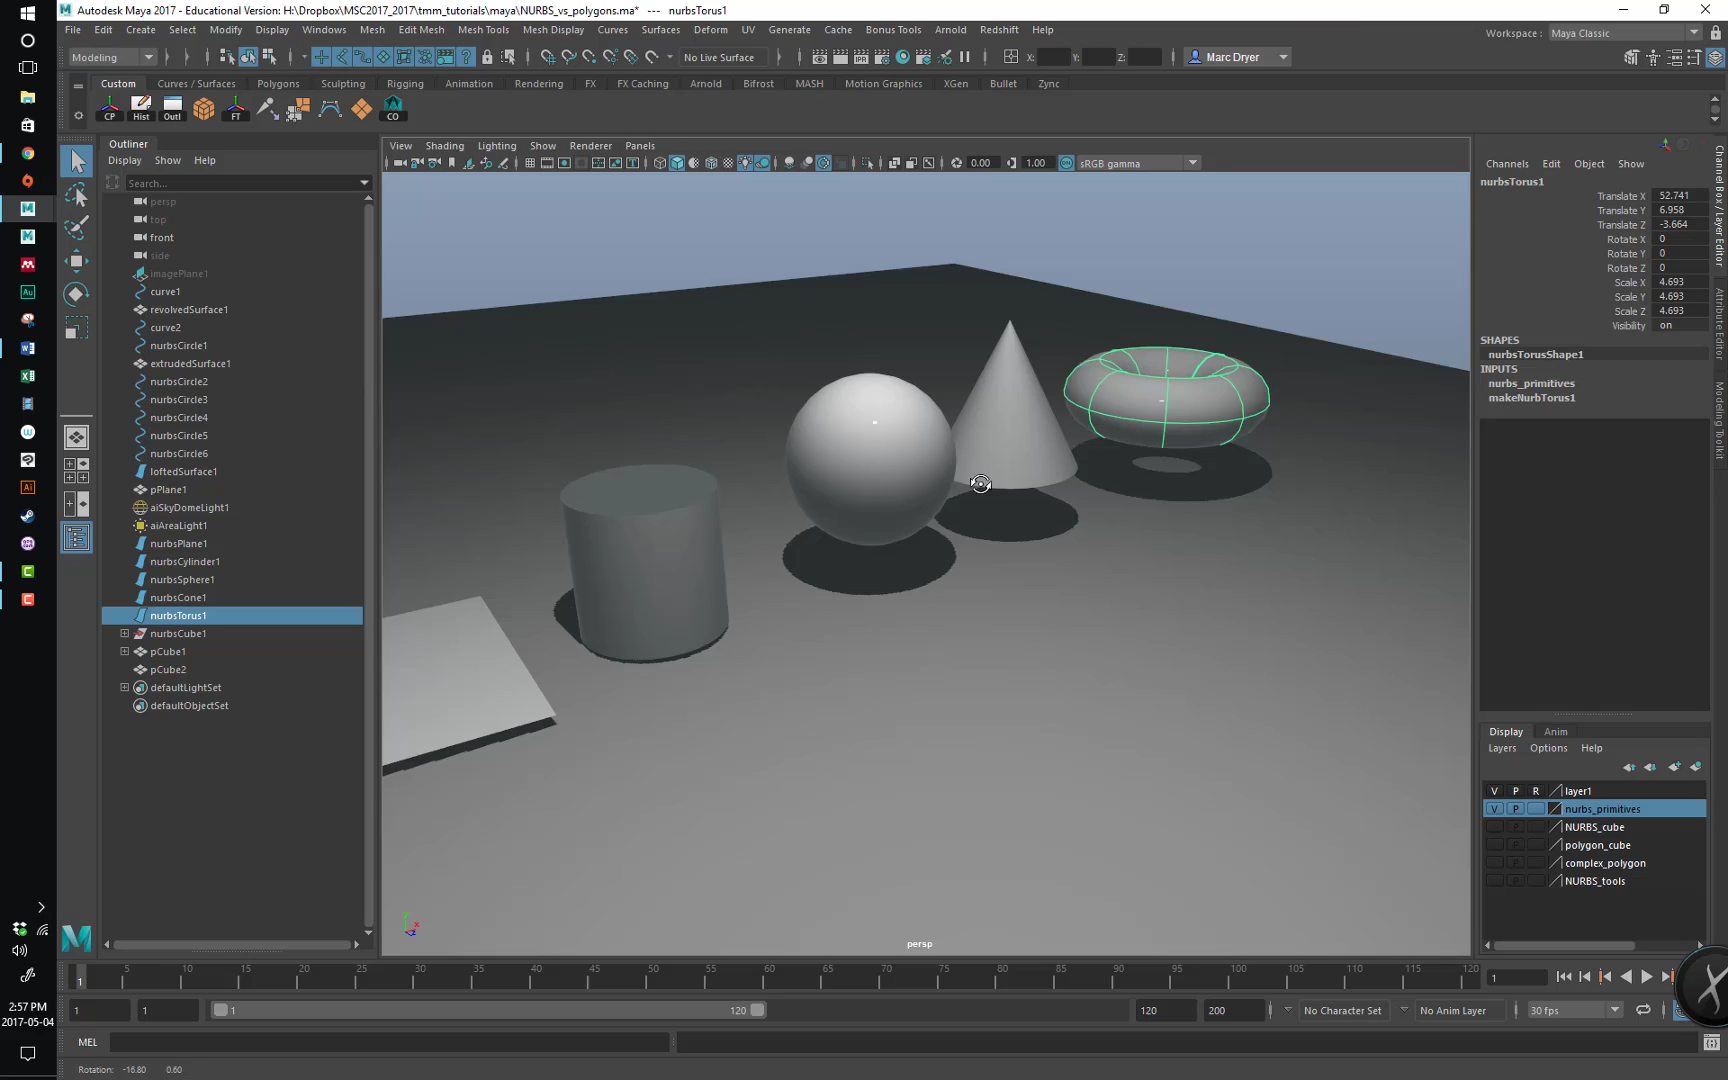 Autodesk Maya 2017 - Educational Version: H:\Dropbox\MSC2017_2017\tmm_tutorials\maya\NURBS_vs_polygons.ma* --- nurbsTorus1
File Edit Create Select Modify Display Windows Mesh Edit Mesh Mesh Tools Mesh Display Curves Surfaces Deform UV Generate Cache Bonus Tools Arnold Redshift Help
Workspace: Maya Classic
Modeling No Live Surface X: Y: Z: Marc Dryer
Custom Curves / Surfaces Polygons Sculpting Rigging Animation Rendering FX FX Caching Arnold Bifrost MASH Motion Graphics XGen Bullet Zync
CP Hist Outl FT CO
Outliner
Display Show Help
Search...
persp
top
front
side
imagePlane1
curve1
revolvedSurface1
curve2
nurbsCircle1
extrudedSurface1
nurbsCircle2
nurbsCircle3
nurbsCircle4
nurbsCircle5
nurbsCircle6
loftedSurface1
pPlane1
aiSkyDomeLight1
aiAreaLight1
nurbsPlane1
nurbsCylinder1
nurbsSphere1
nurbsCone1
nurbsTorus1
nurbsCube1
pCube1
pCube2
defaultLightSet
defaultObjectSet
View Shading Lighting Show Renderer Panels
0.00 1.00 sRGB gamma
persp
Channels Edit Object Show
nurbsTorus1
Translate X 52.741
Translate Y 6.958
Translate Z -3.664
Rotate X 0
Rotate Y 0
Rotate Z 0
Scale X 4.693
Scale Y 4.693
Scale Z 4.693
Visibility on
SHAPES
nurbsTorusShape1
INPUTS
nurbs_primitives
makeNurbTorus1
Channel Box / Layer Editor
Attribute Editor
Modeling Toolkit
Display Anim
Layers Options Help
V P R layer1
V P nurbs_primitives
P NURBS_cube
P polygon_cube
P complex_polygon
P NURBS_tools
1 5 10 15 20 25 30 35 40 45 50 55 60 65 70 75 80 85 90 95 100 105 110 115 120 1
1 1 1 120 120 200 No Character Set No Anim Layer 30 fps
MEL
Rotation: -16.80 0.60
2:57 PM
2017-05-04